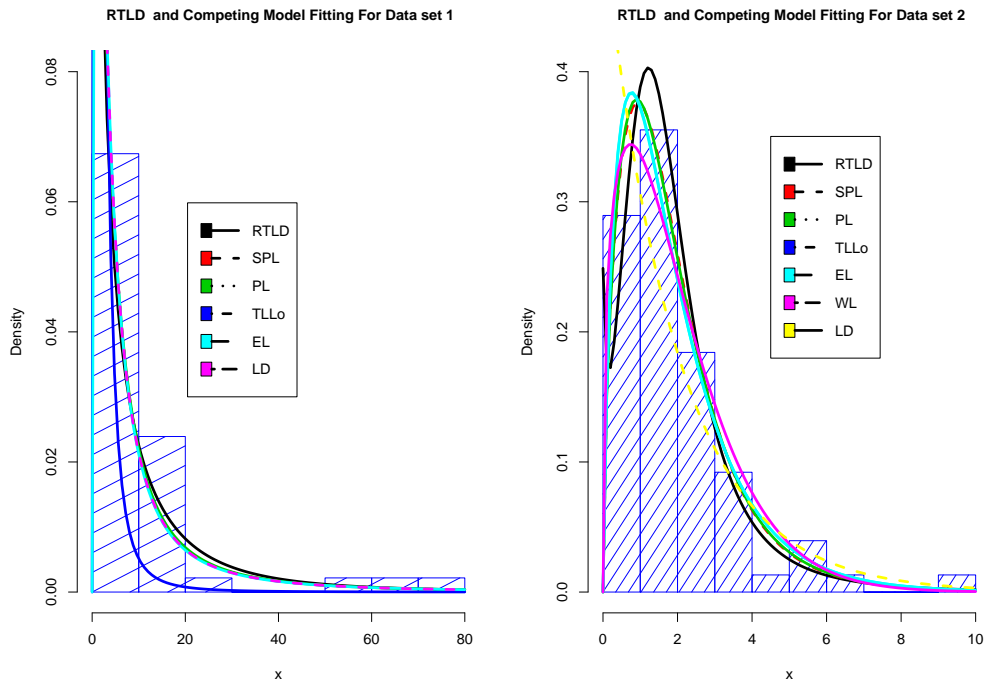 RTLD and Competing Model Fitting For Data set 1
Density
0.00
0.02
0.04
0.06
0.08
0
20
40
60
80
x
RTLD
SPL
PL
TLLo
EL
LD
RTLD and Competing Model Fitting For Data set 2
Density
0.0
0.1
0.2
0.3
0.4
0
2
4
6
8
10
x
RTLD
SPL
PL
TLLo
EL
WL
LD